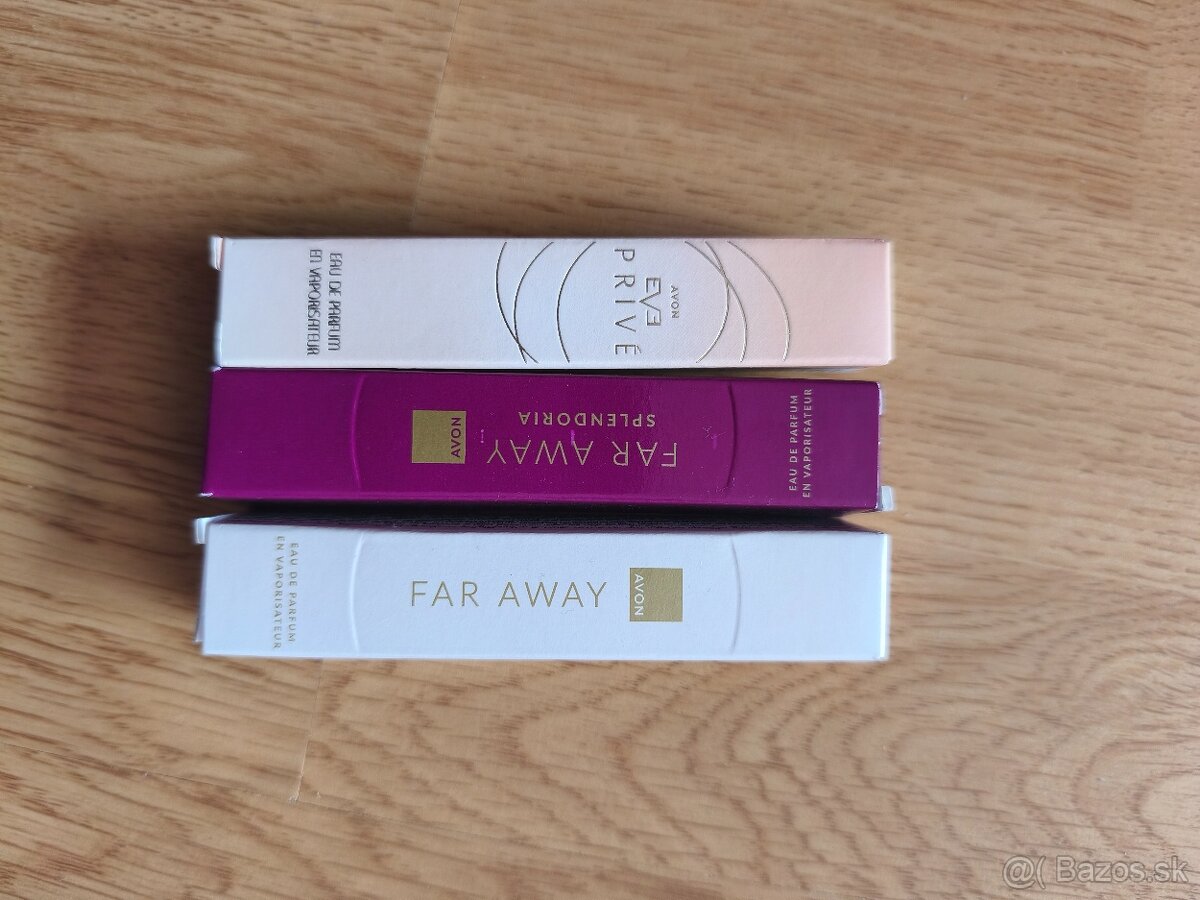 EAU DE PARFUM
EN VAPORISATEUR
AVON
EVE
PRIVÉ
AVON
FAR AWAY
SPLENDORIA
EAU DE PARFUM
EN VAPORISATEUR
EAU DE PARFUM
EN VAPORISATEUR
FAR AWAY
AVON
@( Bazos.sk